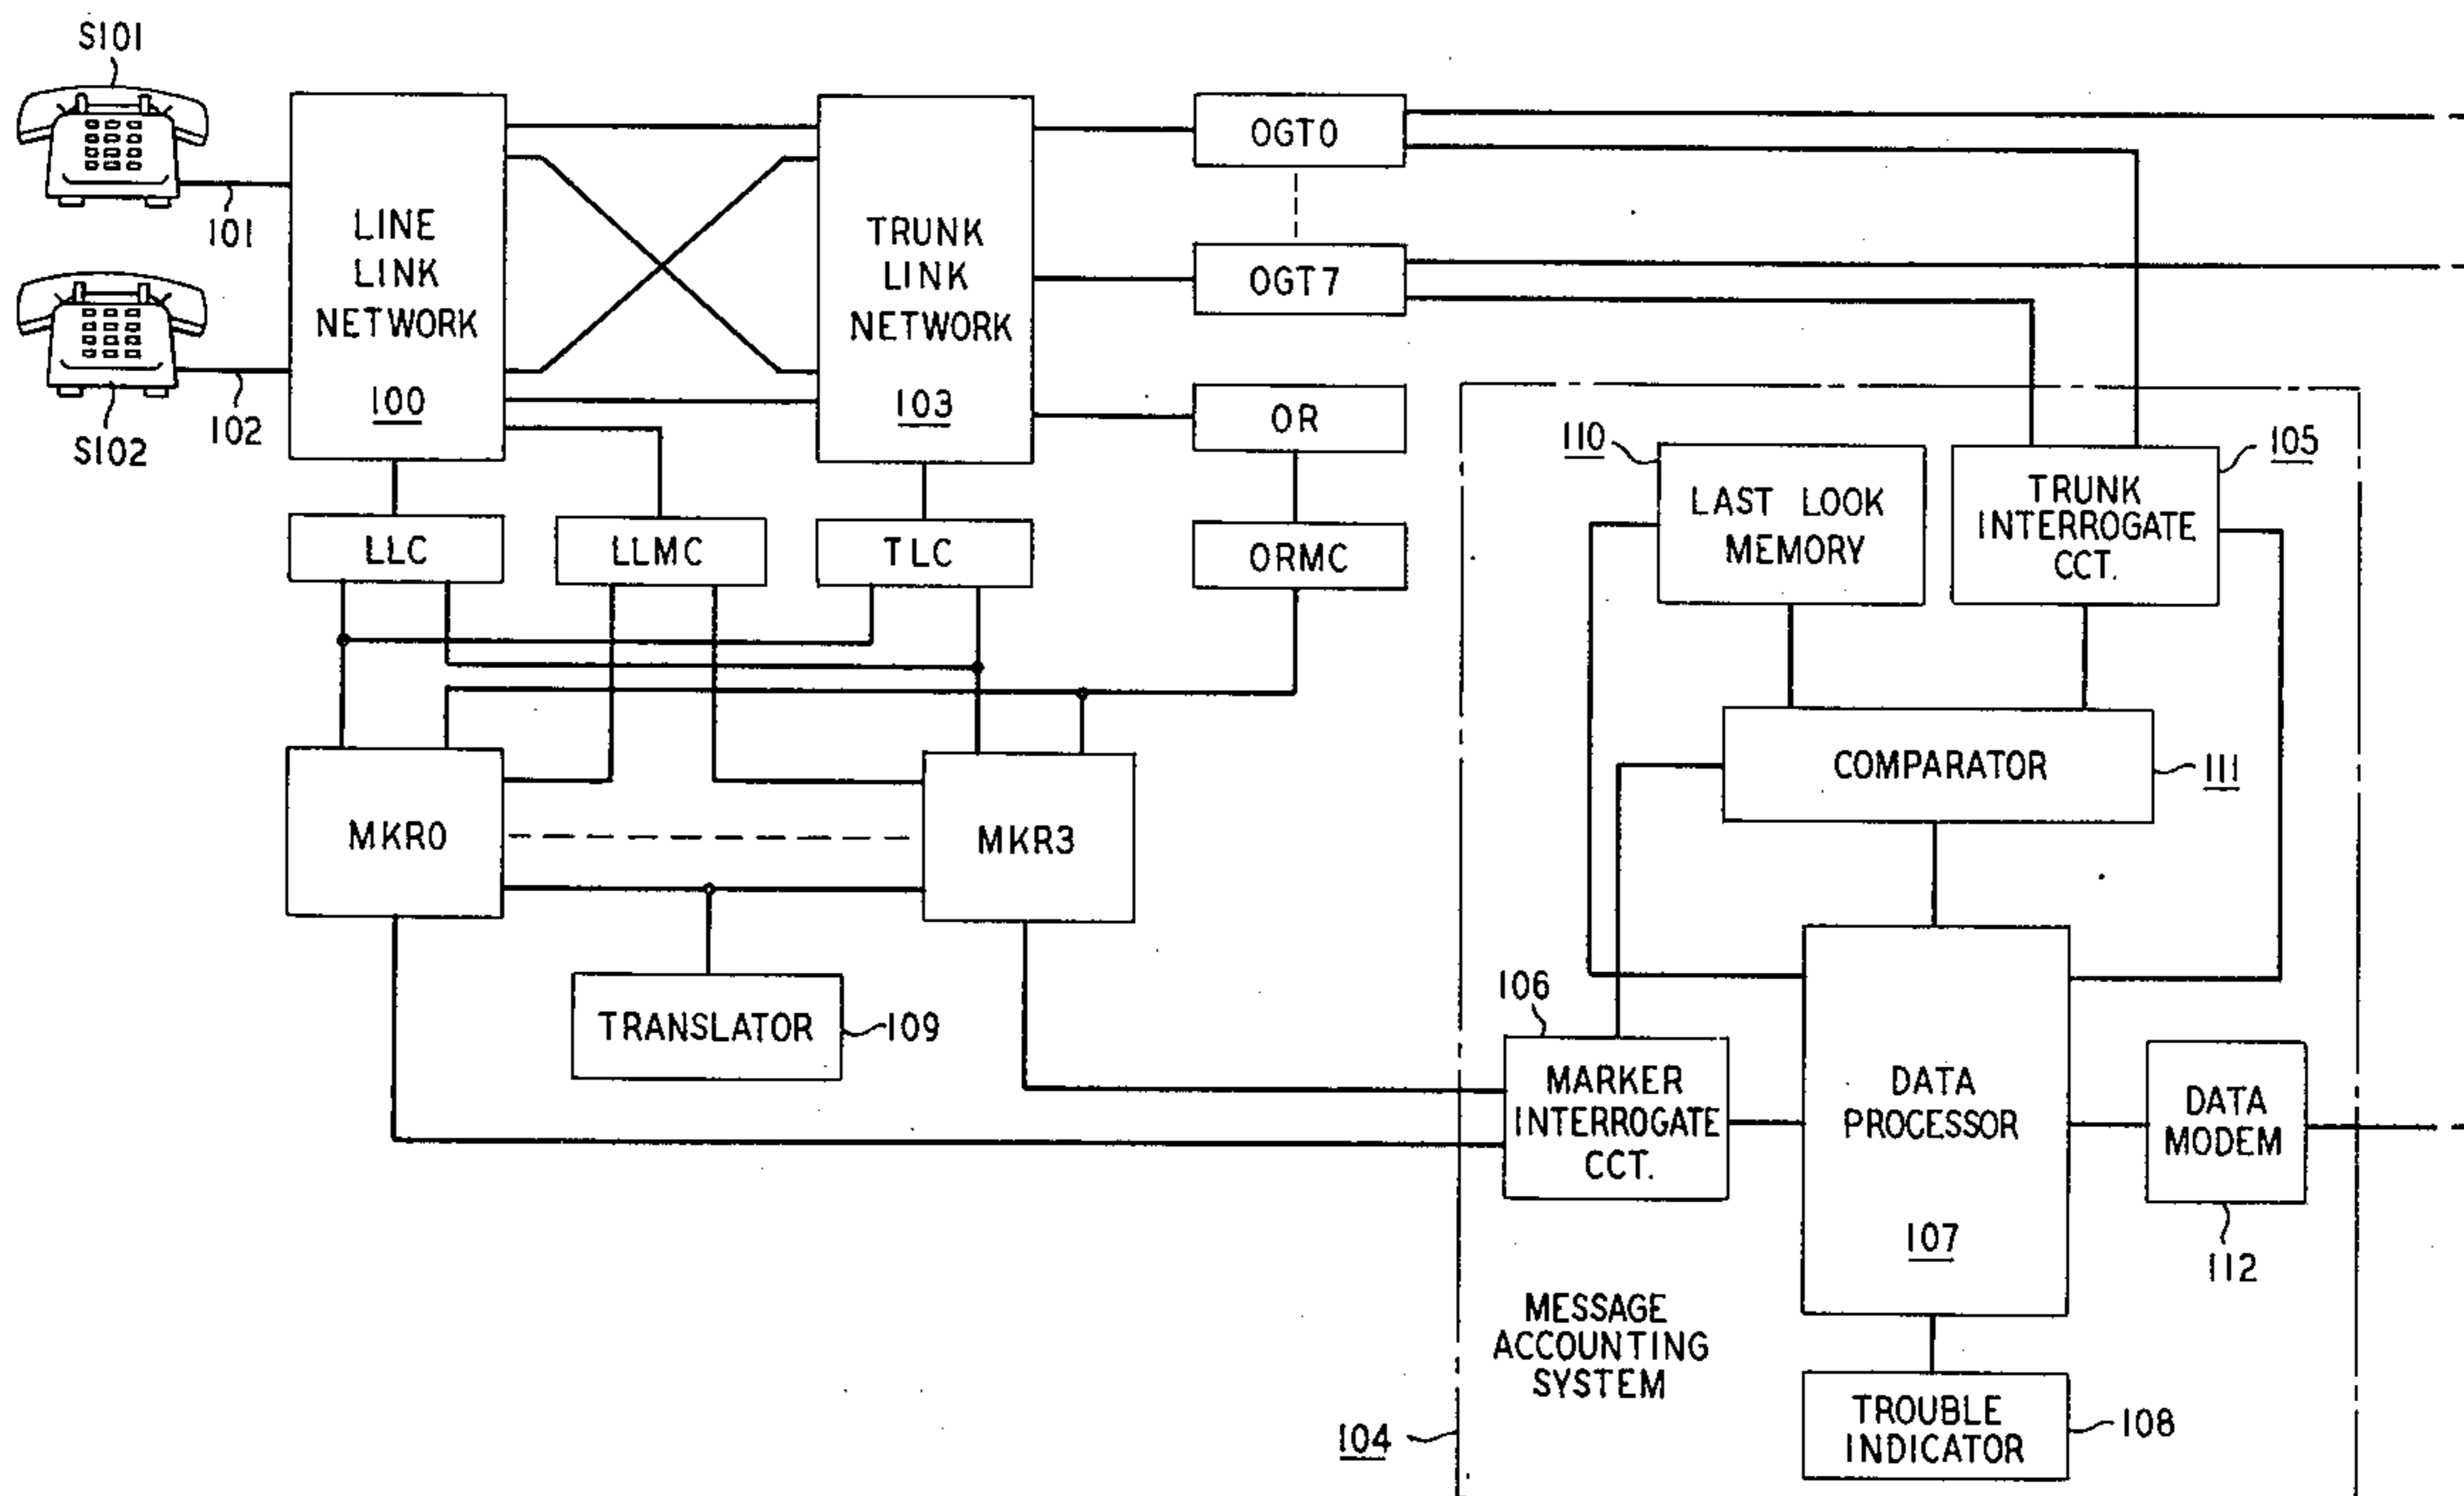 S101
101
S102
102
LINE
LINK
NETWORK
100
TRUNK
LINK
NETWORK
103
OGT0
OGT7
OR
ORMC
LLC
LLMC
TLC
MKR0
MKR3
TRANSLATOR
109
110
LAST LOOK
MEMORY
105
TRUNK
INTERROGATE
CCT.
COMPARATOR
111
106
MARKER
INTERROGATE
CCT.
DATA
PROCESSOR
107
DATA
MODEM
112
MESSAGE
ACCOUNTING
SYSTEM
104
TROUBLE
INDICATOR
108